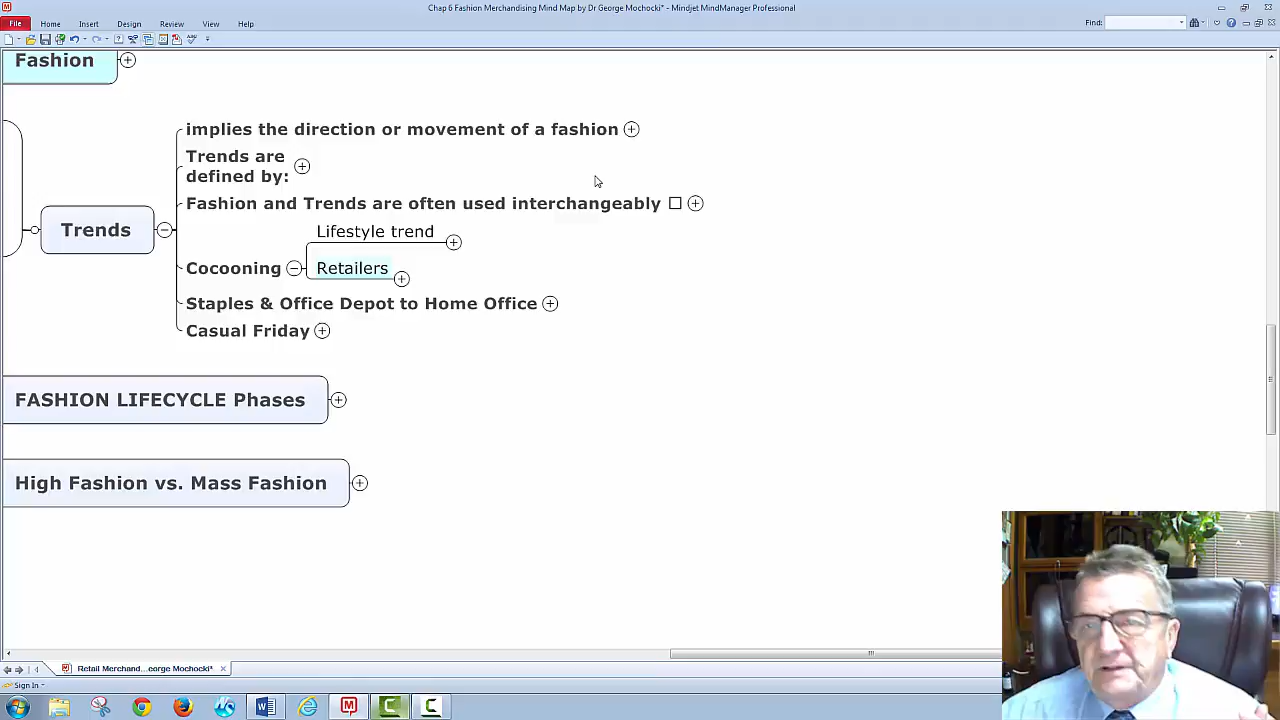 Chap 6 Fashion Merchandising Mind Map by Dr George Mochocki* - Mindjet MindManager Professional
File Home Insert Design Review View Help Find:
Fashion
implies the direction or movement of a fashion
Trends are
defined by:
Fashion and Trends are often used interchangeably
Lifestyle trend
Trends
Cocooning
Retailers
Staples & Office Depot to Home Office
Casual Friday
FASHION LIFECYCLE Phases
High Fashion vs. Mass Fashion
Retail Merchand...eorge Mochocki*
Sign In